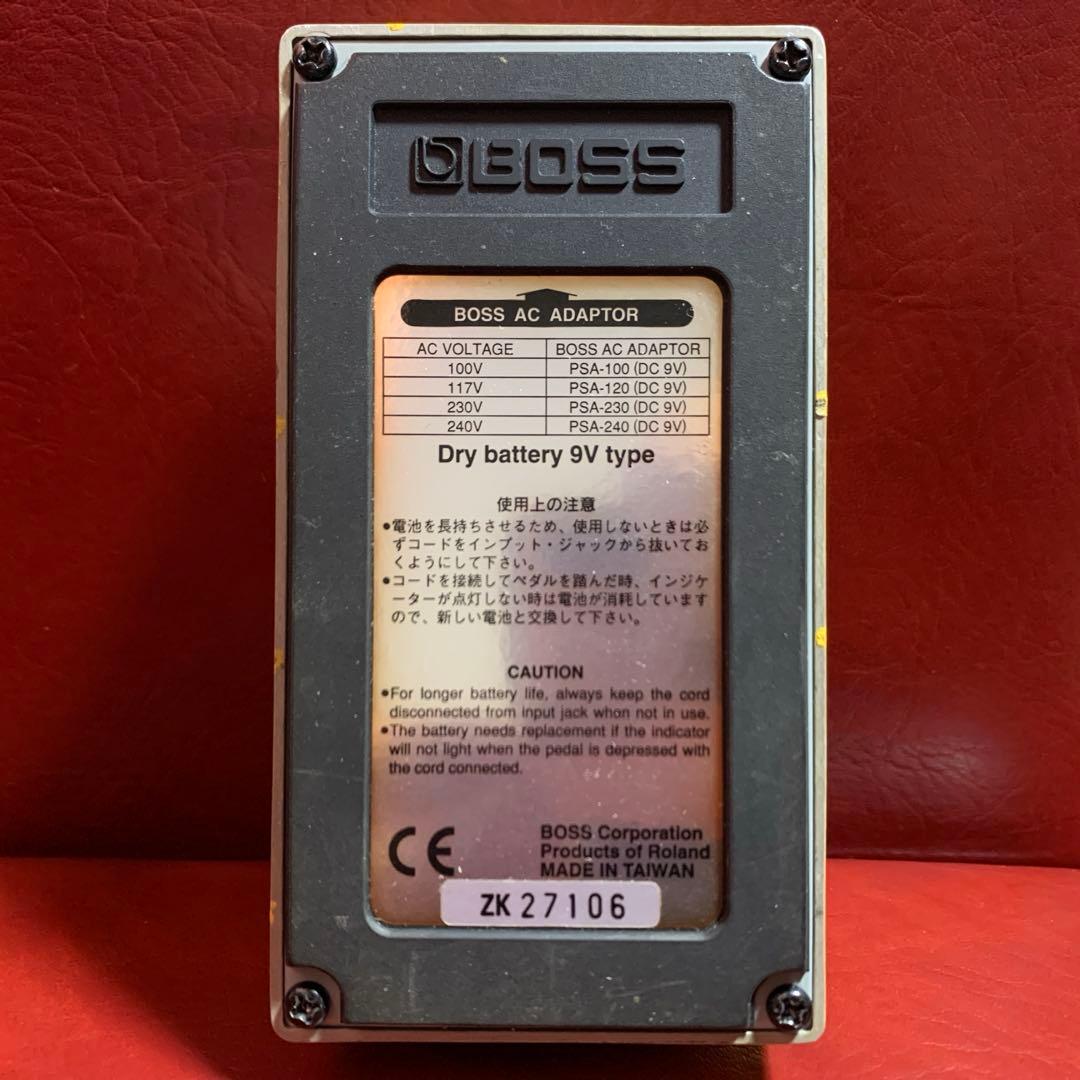 BOSS
BOSS AC ADAPTOR
AC VOLTAGE BOSS AC ADAPTOR
100V PSA-100 (DC 9V)
117V PSA-120 (DC 9V)
230V PSA-230 (DC 9V)
240V PSA-240 (DC 9V)
Dry battery 9V type
使用上の注意
●電池を長持ちさせるため、使用しないときは必
ずコードをインプット・ジャックから抜いてお
くようにして下さい。
●コードを接続してペダルを踏んだ時、インジケ
ーターが点灯しない時は電池が消耗しています
ので、新しい電池と交換して下さい。
CAUTION
●For longer battery life, always keep the cord
disconnected from input jack when not in use.
●The battery needs replacement if the indicator
will not light when the pedal is depressed with
the cord connected.
CE
BOSS Corporation
Products of Roland
MADE IN TAIWAN
ZK 27106